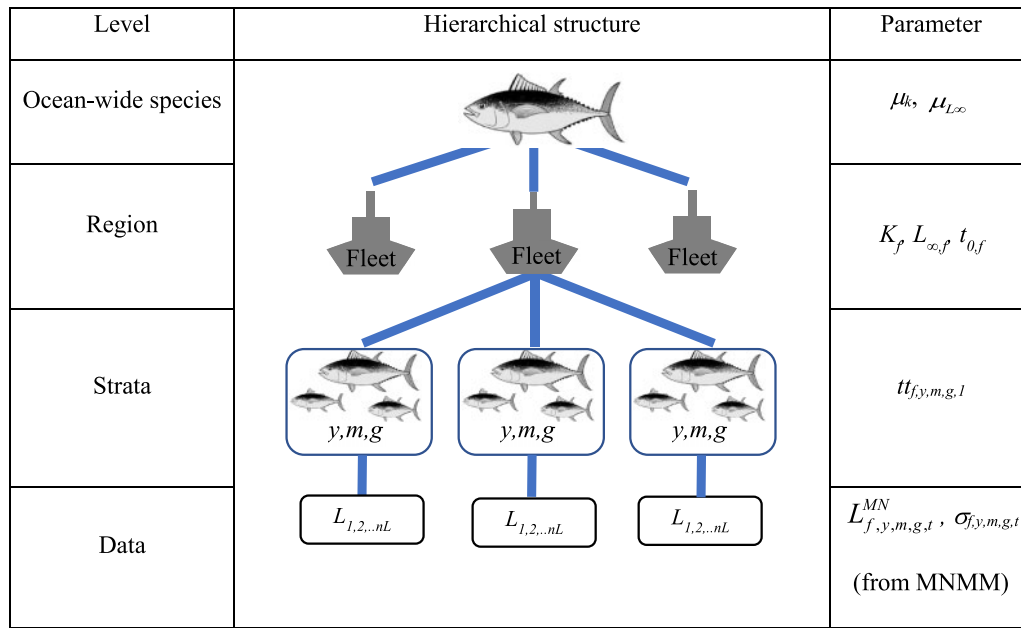 Level Hierarchical structure Parameter
Ocean-wide species μk, μL∞
Region Kf, L∞,f, t0,f
Fleet Fleet Fleet
Strata ttf,y,m,g,1
y,m,g y,m,g y,m,g
Data L1,2,..nL L1,2,..nL L1,2,..nL
L^MN f,y,m,g,t , σf,y,m,g,t
(from MNMM)